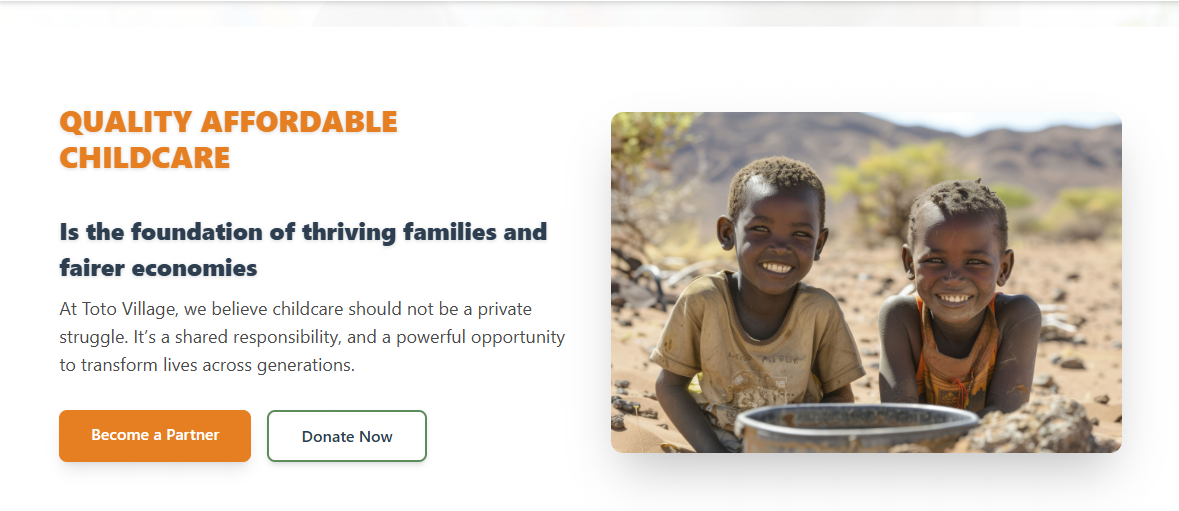 QUALITY AFFORDABLE
CHILDCARE
Is the foundation of thriving families and
fairer economies
At Toto Village, we believe childcare should not be a private
struggle. It’s a shared responsibility, and a powerful opportunity
to transform lives across generations.
Become a Partner
Donate Now